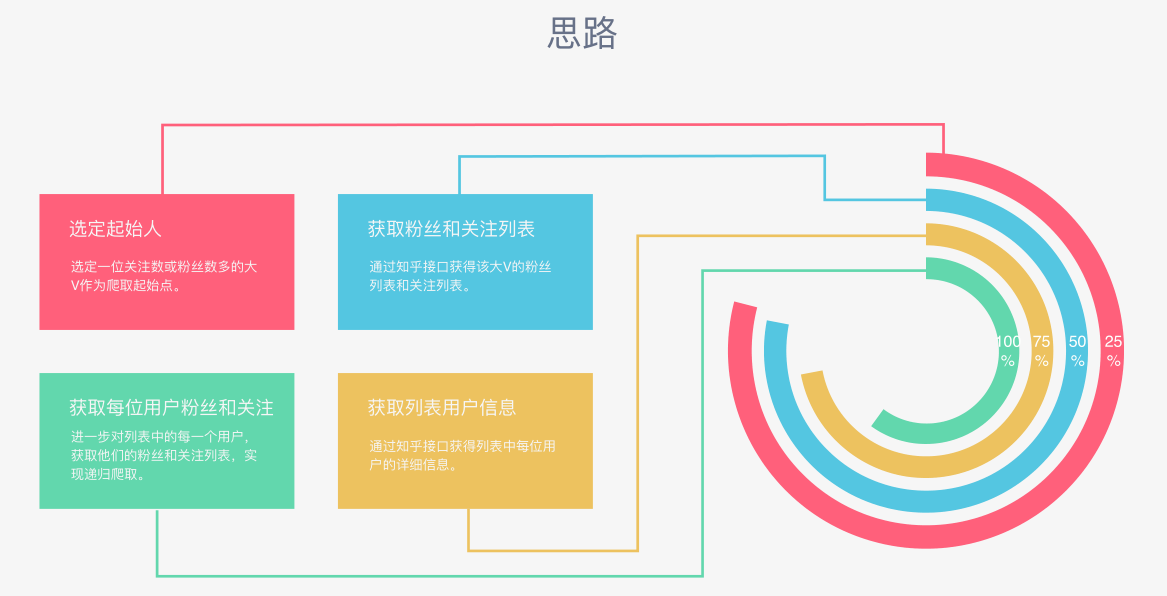 思路
选定起始人
选定一位关注数或粉丝数多的大
V作为爬取起始点。
获取粉丝和关注列表
通过知乎接口获得该大V的粉丝
列表和关注列表。
获取每位用户粉丝和关注
进一步对列表中的每一个用户，
获取他们的粉丝和关注列表，实
现递归爬取。
获取列表用户信息
通过知乎接口获得列表中每位用
户的详细信息。
100
%
75
%
50
%
25
%